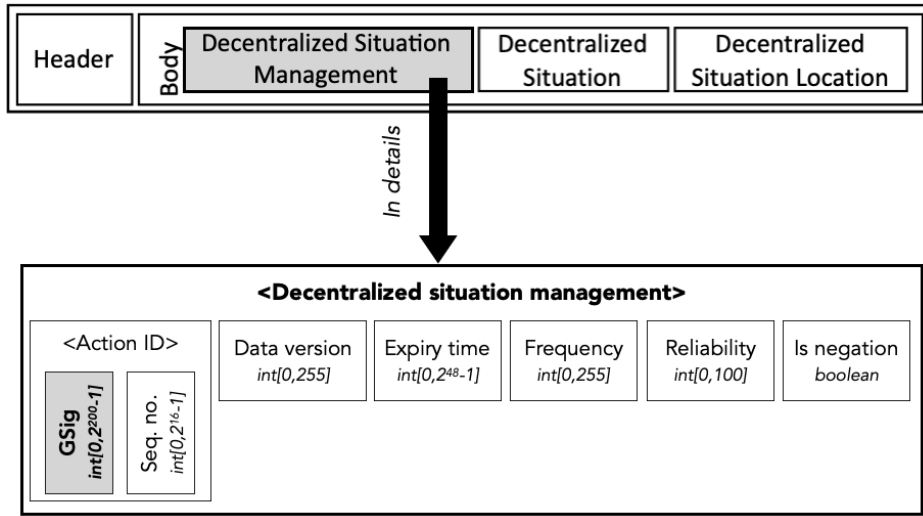 Header
Body
Decentralized Situation
Management
Decentralized
Situation
Decentralized
Situation Location
In details
<Decentralized situation management>
<Action ID>
GSig
int[0,2²⁰⁰-1]
Seq. no.
int[0,2¹⁶-1]
Data version
int[0,255]
Expiry time
int[0,2⁴⁸-1]
Frequency
int[0,255]
Reliability
int[0,100]
Is negation
boolean